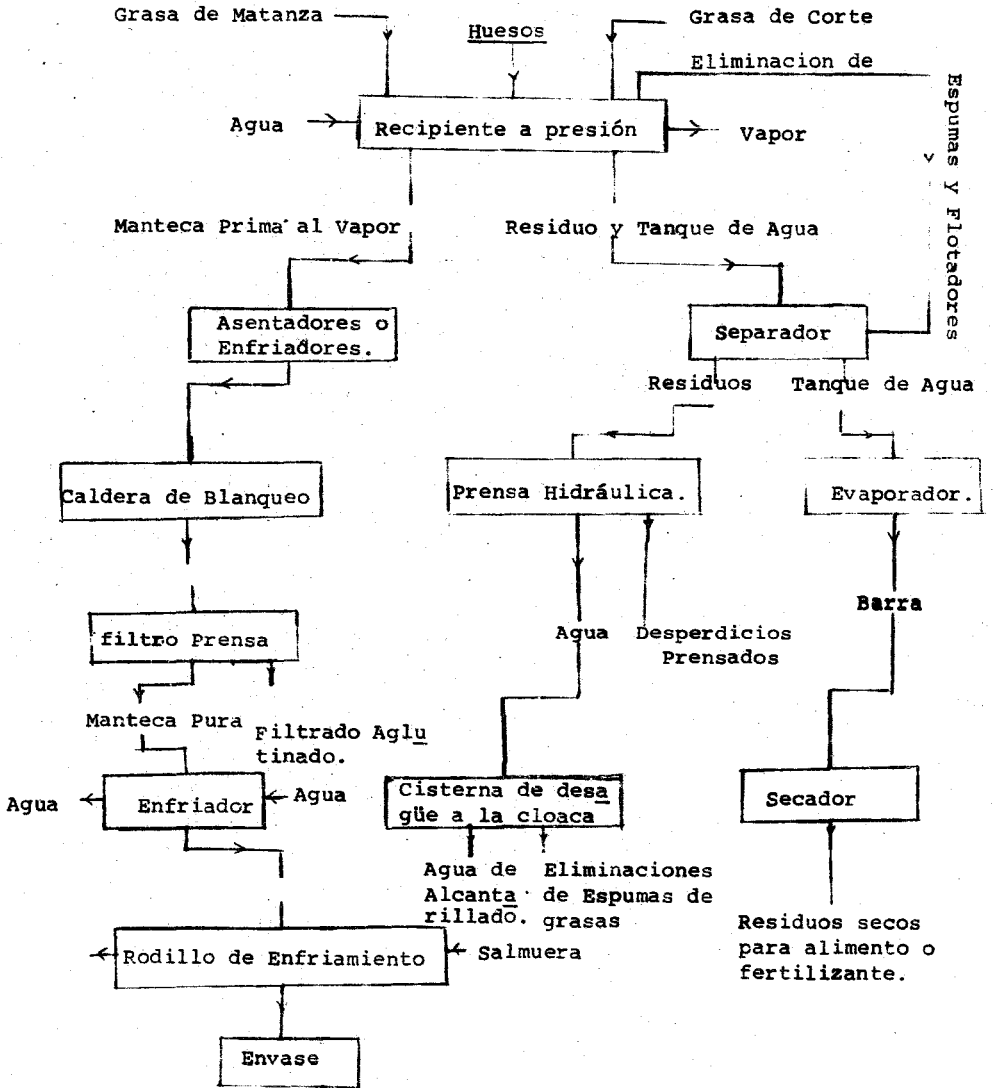 Grasa de Matanza
Huesos
Grasa de Corte
Eliminacion de
Espumas y Flotadores
Agua
Recipiente a presión
Vapor
Manteca Prima al Vapor
Residuo y Tanque de Agua
Asentadores o
Enfriadores.
Separador
Residuos
Tanque de Agua
Caldera de Blanqueo
Prensa Hidráulica.
Evaporador.
Barra
filtro Prensa
Agua
Desperdicios
Prensados
Manteca Pura
Filtrado Aglu
tinado.
Agua
Enfriador
Agua
Cisterna de desa
güe a la cloaca
Secador
Agua de
Alcanta
rillado.
Eliminaciones
de Espumas de
grasas
Residuos secos
para alimento o
fertilizante.
Rodillo de Enfriamiento
Salmuera
Envase